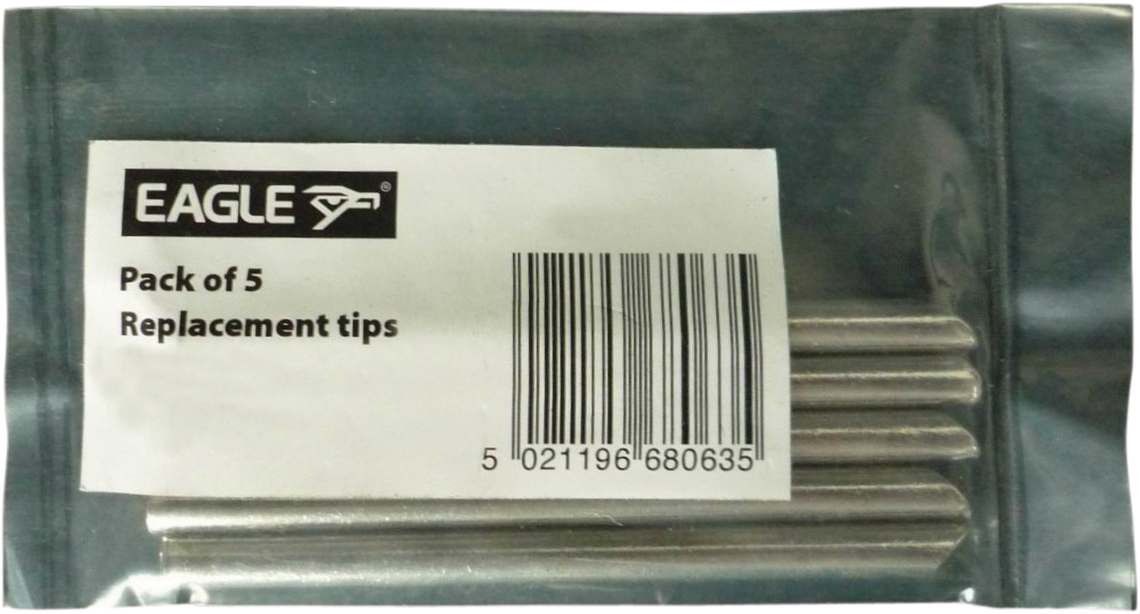 EAGLE ®
Pack of 5
Replacement tips
5 021196 680635